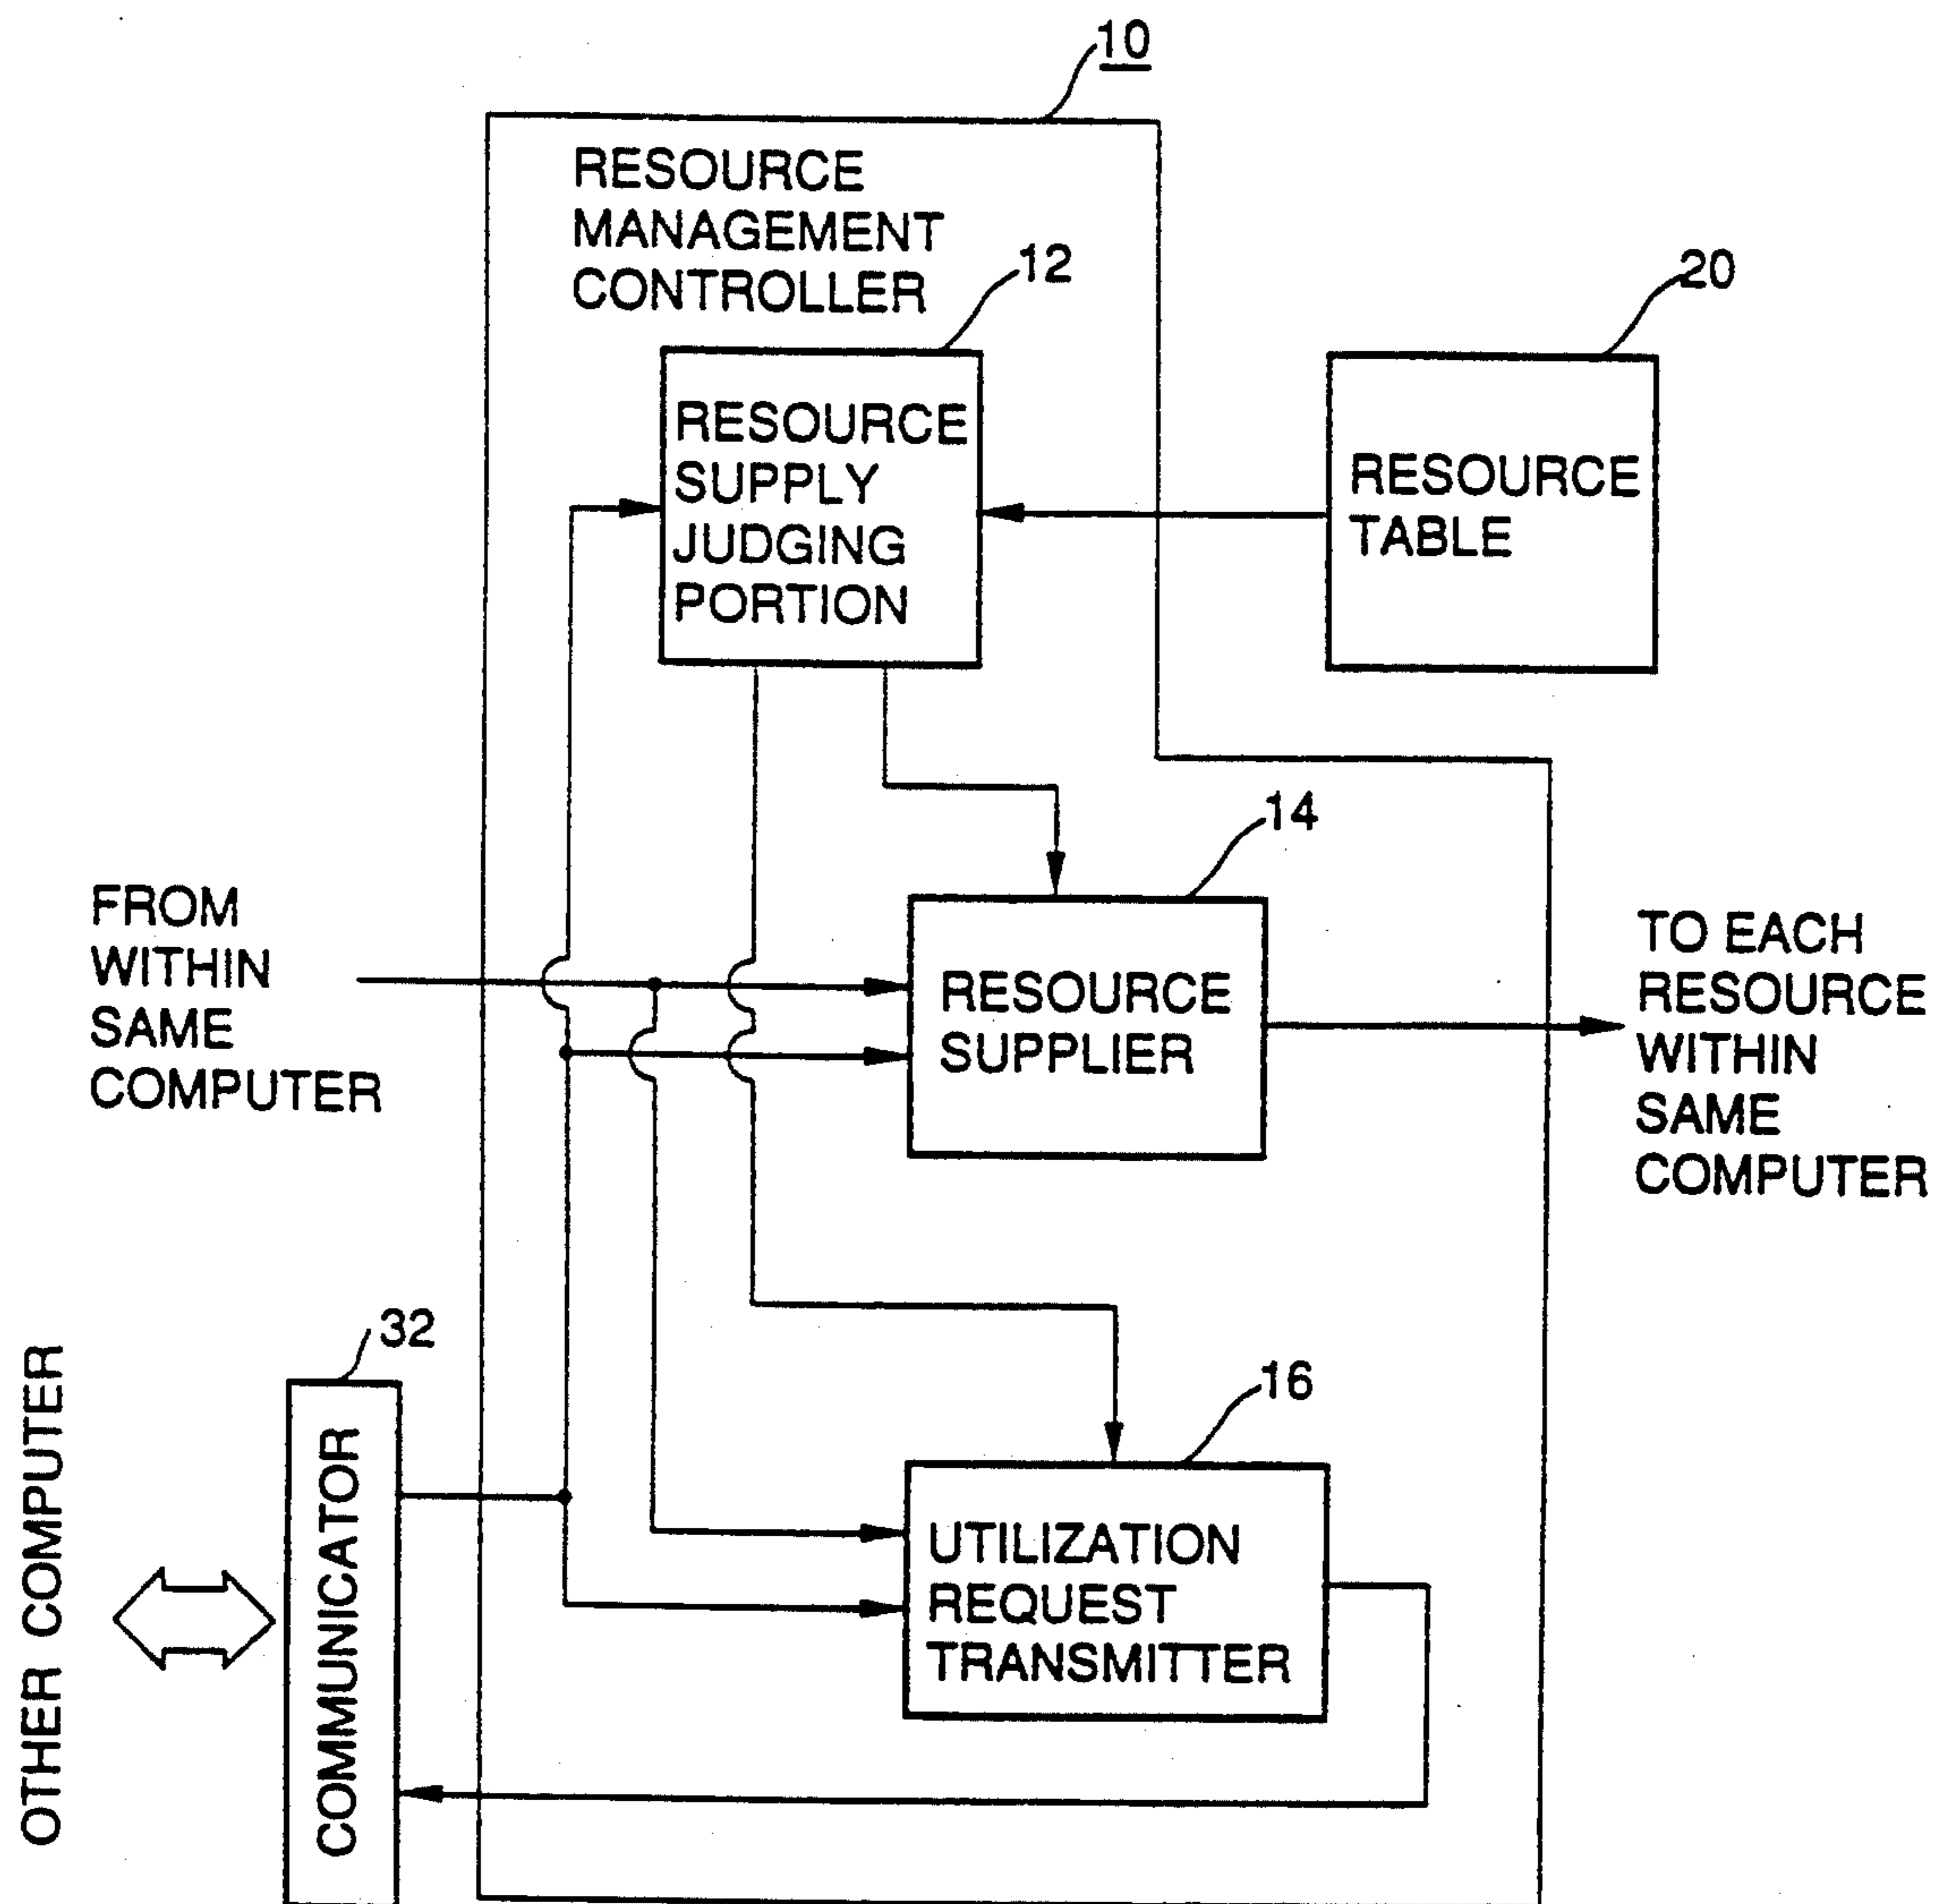 10
RESOURCE
MANAGEMENT
CONTROLLER
12
20
RESOURCE
SUPPLY
JUDGING
PORTION
RESOURCE
TABLE
14
FROM
WITHIN
SAME
COMPUTER
RESOURCE
SUPPLIER
TO EACH
RESOURCE
WITHIN
SAME
COMPUTER
32
16
OTHER COMPUTER
COMMUNICATOR
UTILIZATION
REQUEST
TRANSMITTER